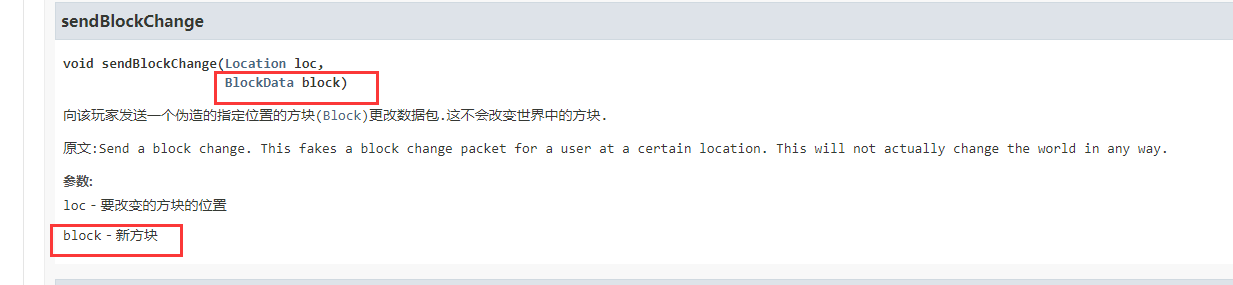 sendBlockChange
void sendBlockChange(Location loc,
BlockData block)
向该玩家发送一个伪造的指定位置的方块(Block)更改数据包.这不会改变世界中的方块.
原文:Send a block change. This fakes a block change packet for a user at a certain location. This will not actually change the world in any way.
参数:
loc - 要改变的方块的位置
block - 新方块